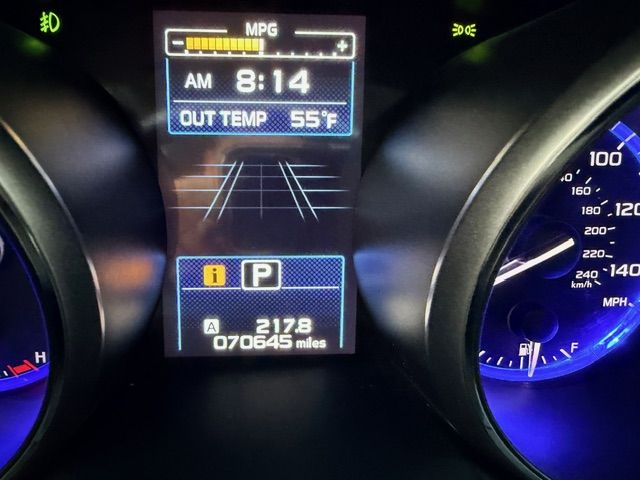 MPG
- +
AM 8:14
OUT TEMP 55°F
i P
A 217.8
070645 miles
H
100
160
180 120
200
220
240 140
km/h
MPH
F